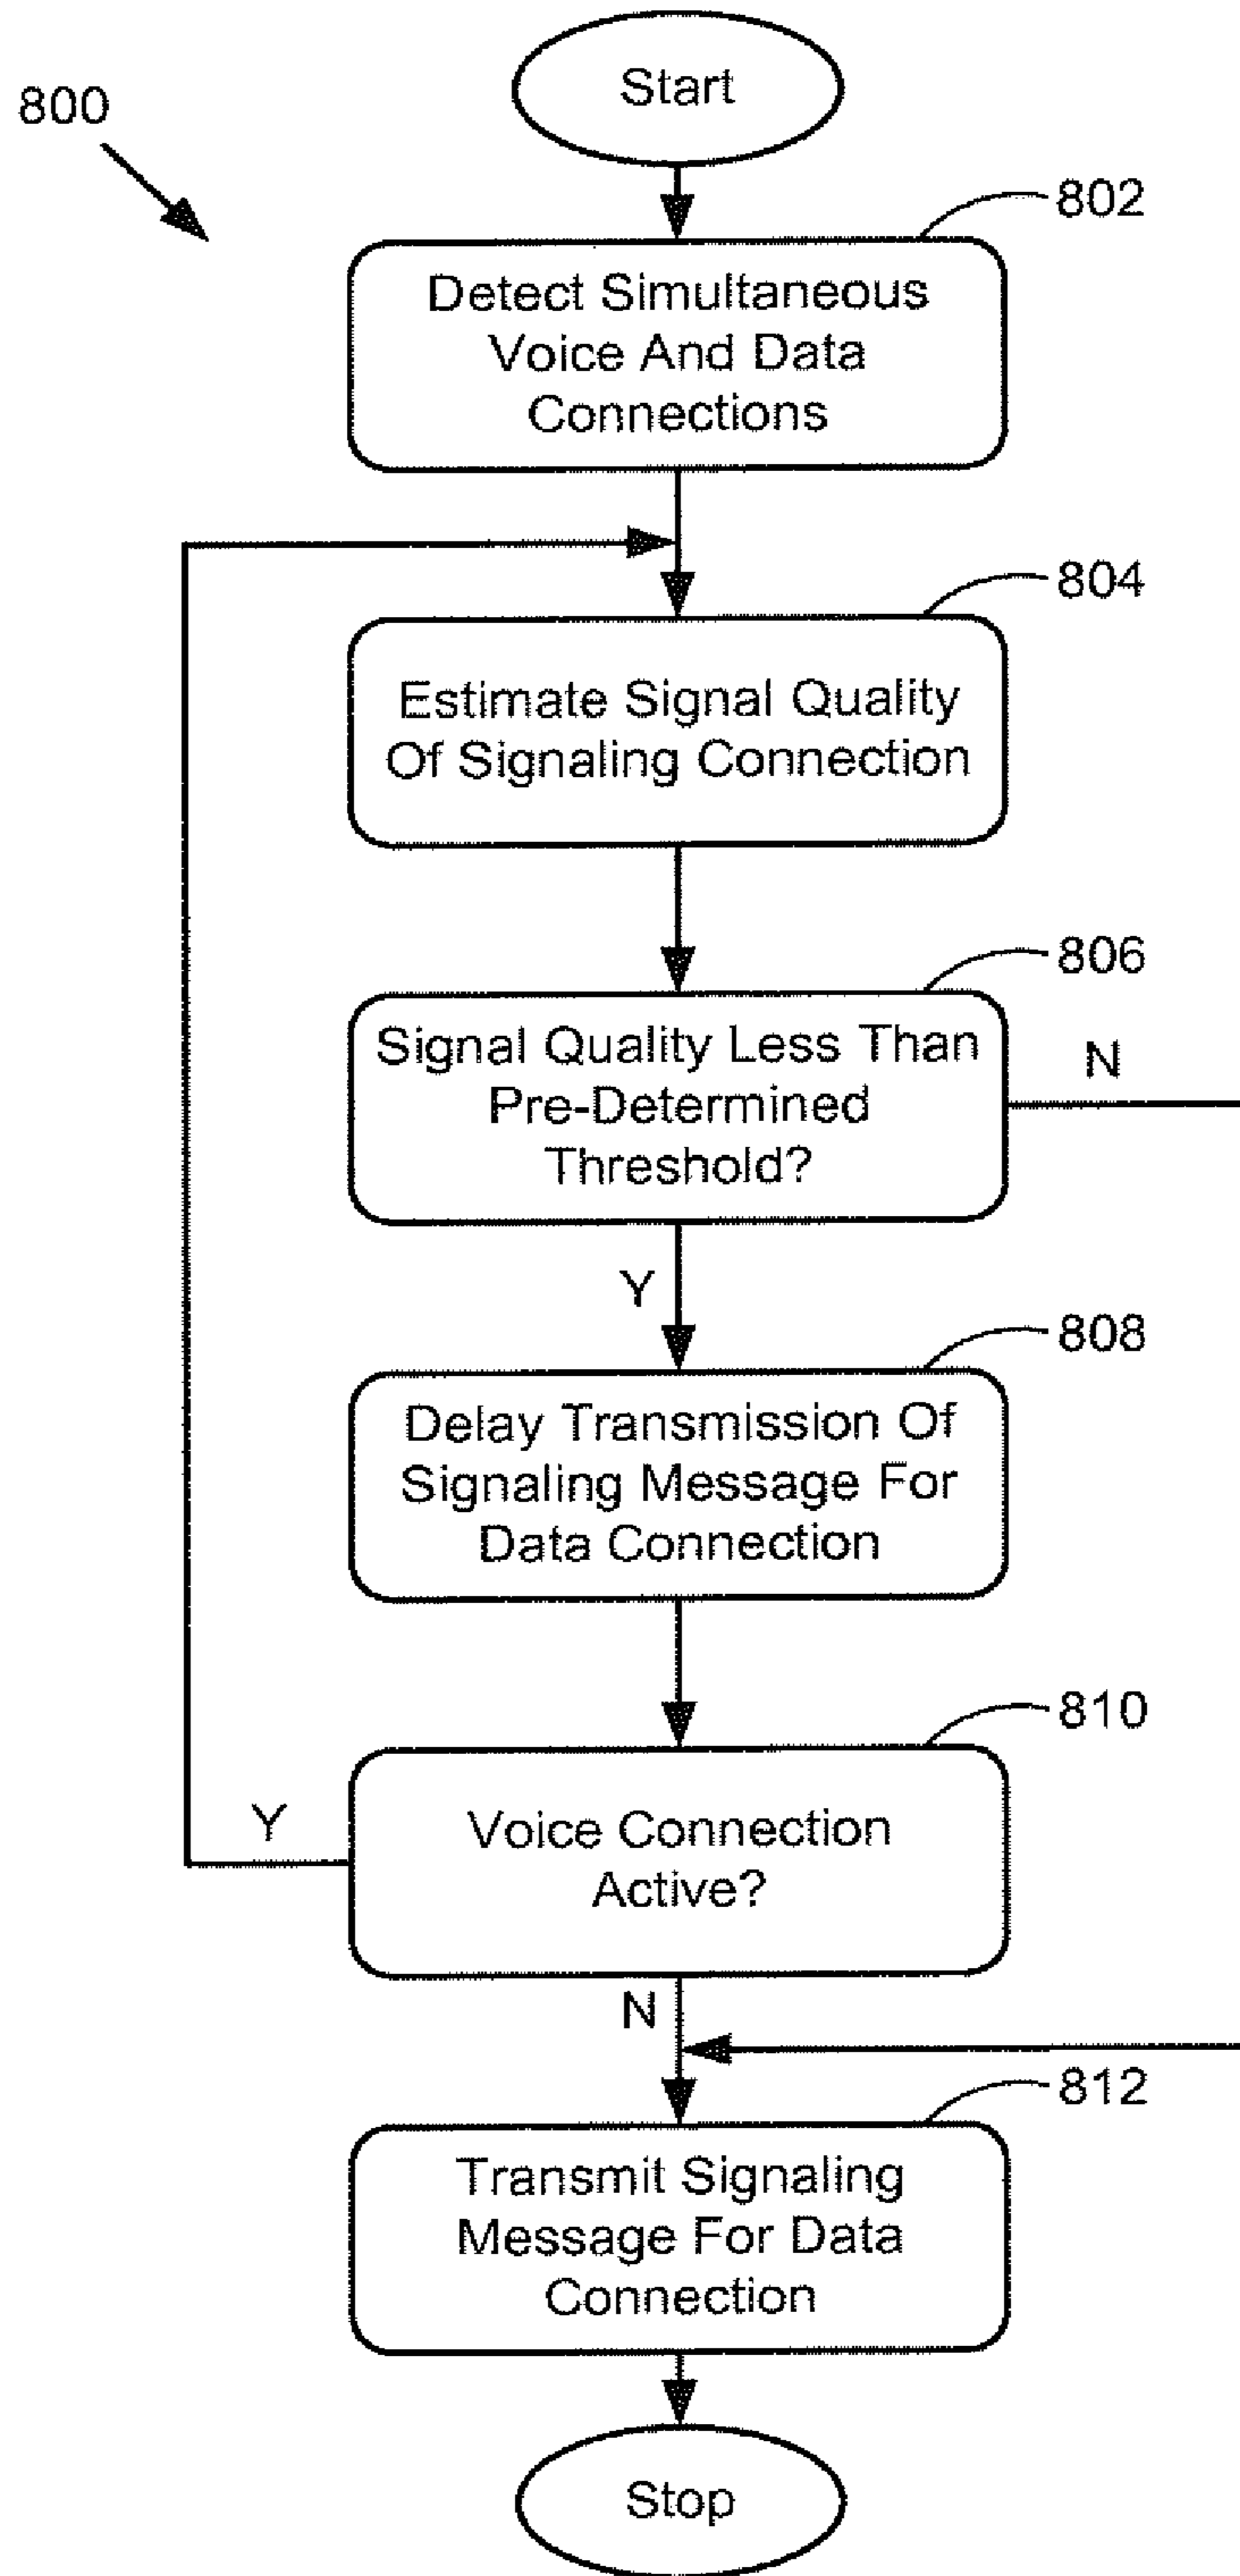 Start
800
802
Detect Simultaneous
Voice And Data
Connections
804
Estimate Signal Quality
Of Signaling Connection
806
Signal Quality Less Than
Pre-Determined
Threshold?
N
Y
808
Delay Transmission Of
Signaling Message For
Data Connection
810
Voice Connection
Active?
Y
N
812
Transmit Signaling
Message For Data
Connection
Stop